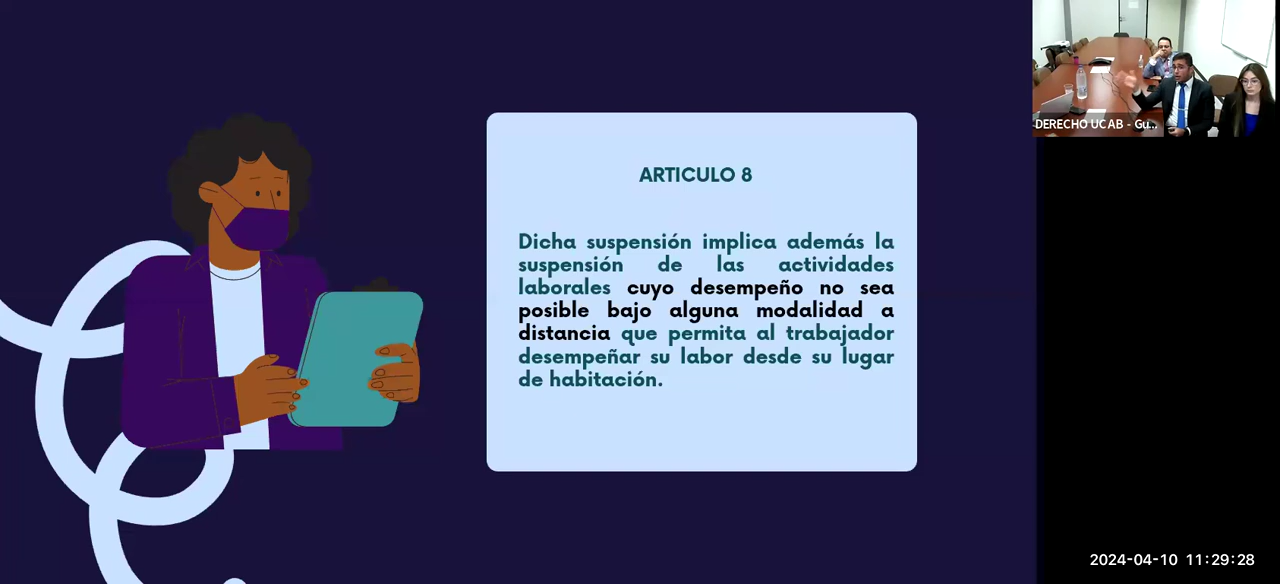 DERECHO UCAB - Gu...
ARTICULO 8
Dicha suspensión implica además la
suspensión de las actividades
laborales cuyo desempeño no sea
posible bajo alguna modalidad a
distancia que permita al trabajador
desempeñar su labor desde su lugar
de habitación.
2024-04-10 11:29:28